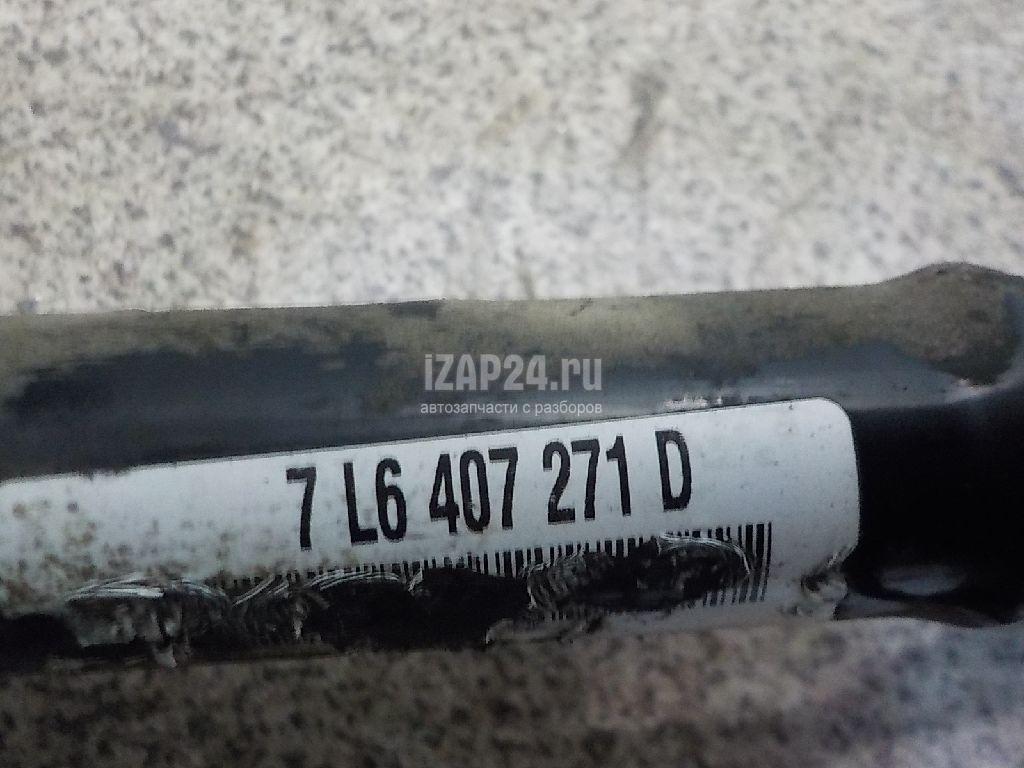 iZAP24.ru
автозапчасти с разборов
7 L6 407 271 D